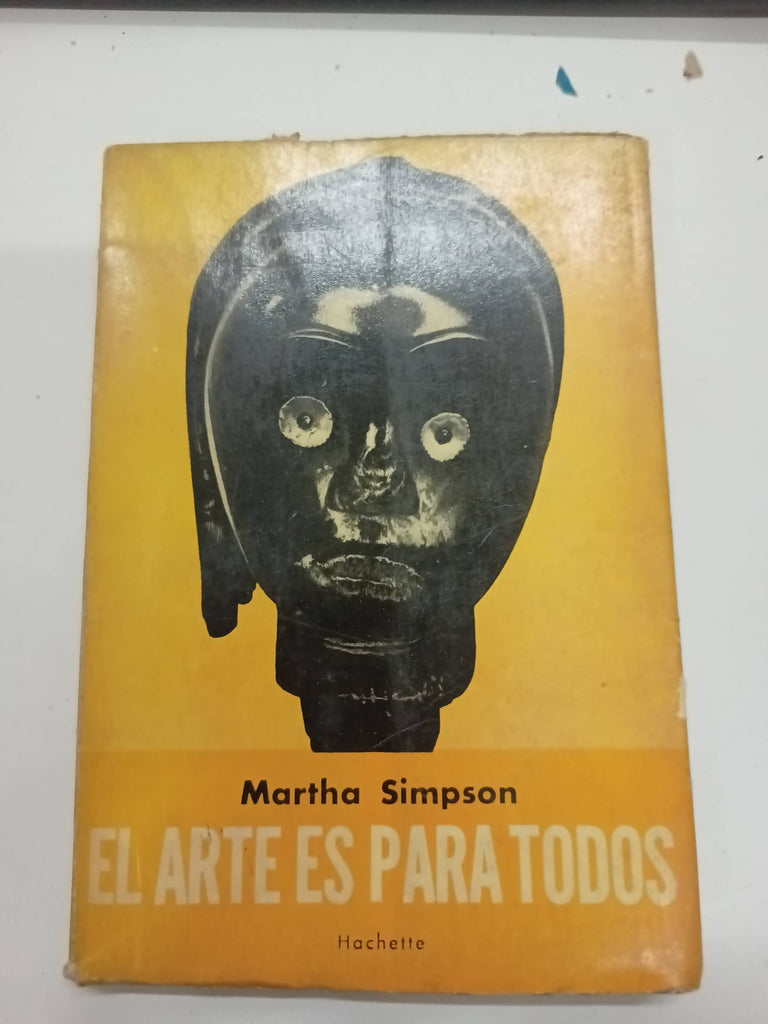 Martha Simpson
EL ARTE ES PARA TODOS
Hachette